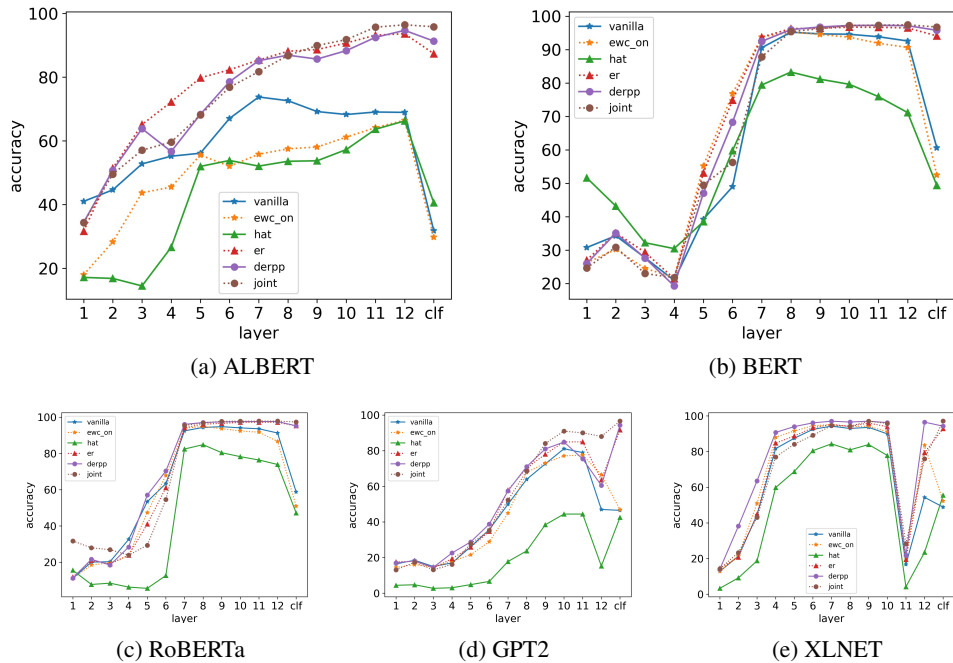 100
80
60
40
20
accuracy
vanilla
ewc_on
hat
er
derpp
joint
1 2 3 4 5 6 7 8 9 10 11 12 clf
layer
(a) ALBERT
100
90
80
70
60
50
40
30
20
accuracy
vanilla
ewc_on
hat
er
derpp
joint
1 2 3 4 5 6 7 8 9 10 11 12 clf
layer
(b) BERT
100
80
60
40
20
accuracy
vanilla
ewc_on
hat
er
derpp
joint
1 2 3 4 5 6 7 8 9 10 11 12 clf
layer
(c) RoBERTa
100
80
60
40
20
0
accuracy
vanilla
ewc_on
hat
er
derpp
joint
1 2 3 4 5 6 7 8 9 10 11 12 clf
layer
(d) GPT2
100
80
60
40
20
0
accuracy
vanilla
ewc_on
hat
er
derpp
joint
1 2 3 4 5 6 7 8 9 10 11 12 clf
layer
(e) XLNET